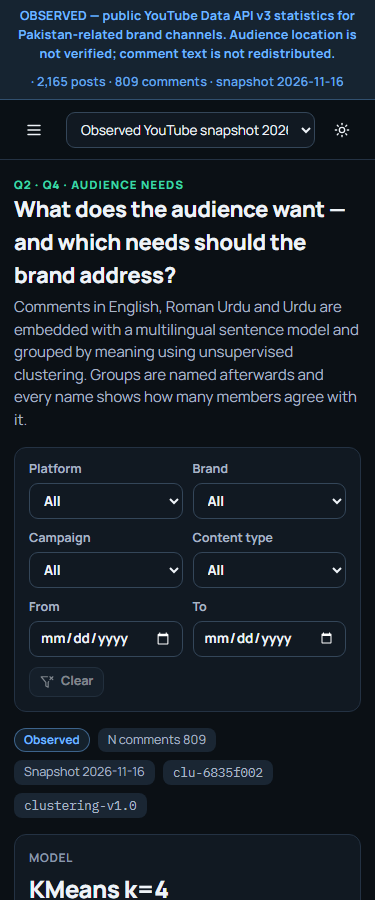 OBSERVED — public YouTube Data API v3 statistics for
Pakistan-related brand channels. Audience location is
not verified; comment text is not redistributed.
· 2,165 posts · 809 comments · snapshot 2026-11-16
Observed YouTube snapshot 202
Q2 · Q4 · AUDIENCE NEEDS
What does the audience want —
and which needs should the
brand address?
Comments in English, Roman Urdu and Urdu are
embedded with a multilingual sentence model and
grouped by meaning using unsupervised
clustering. Groups are named afterwards and
every name shows how many members agree with
it.
Platform Brand
All All
Campaign Content type
All All
From To
mm/dd/yyyy mm/dd/yyyy
Clear
Observed N comments 809
Snapshot 2026-11-16 clu-6835f002
clustering-v1.0
MODEL
KMeans k=4